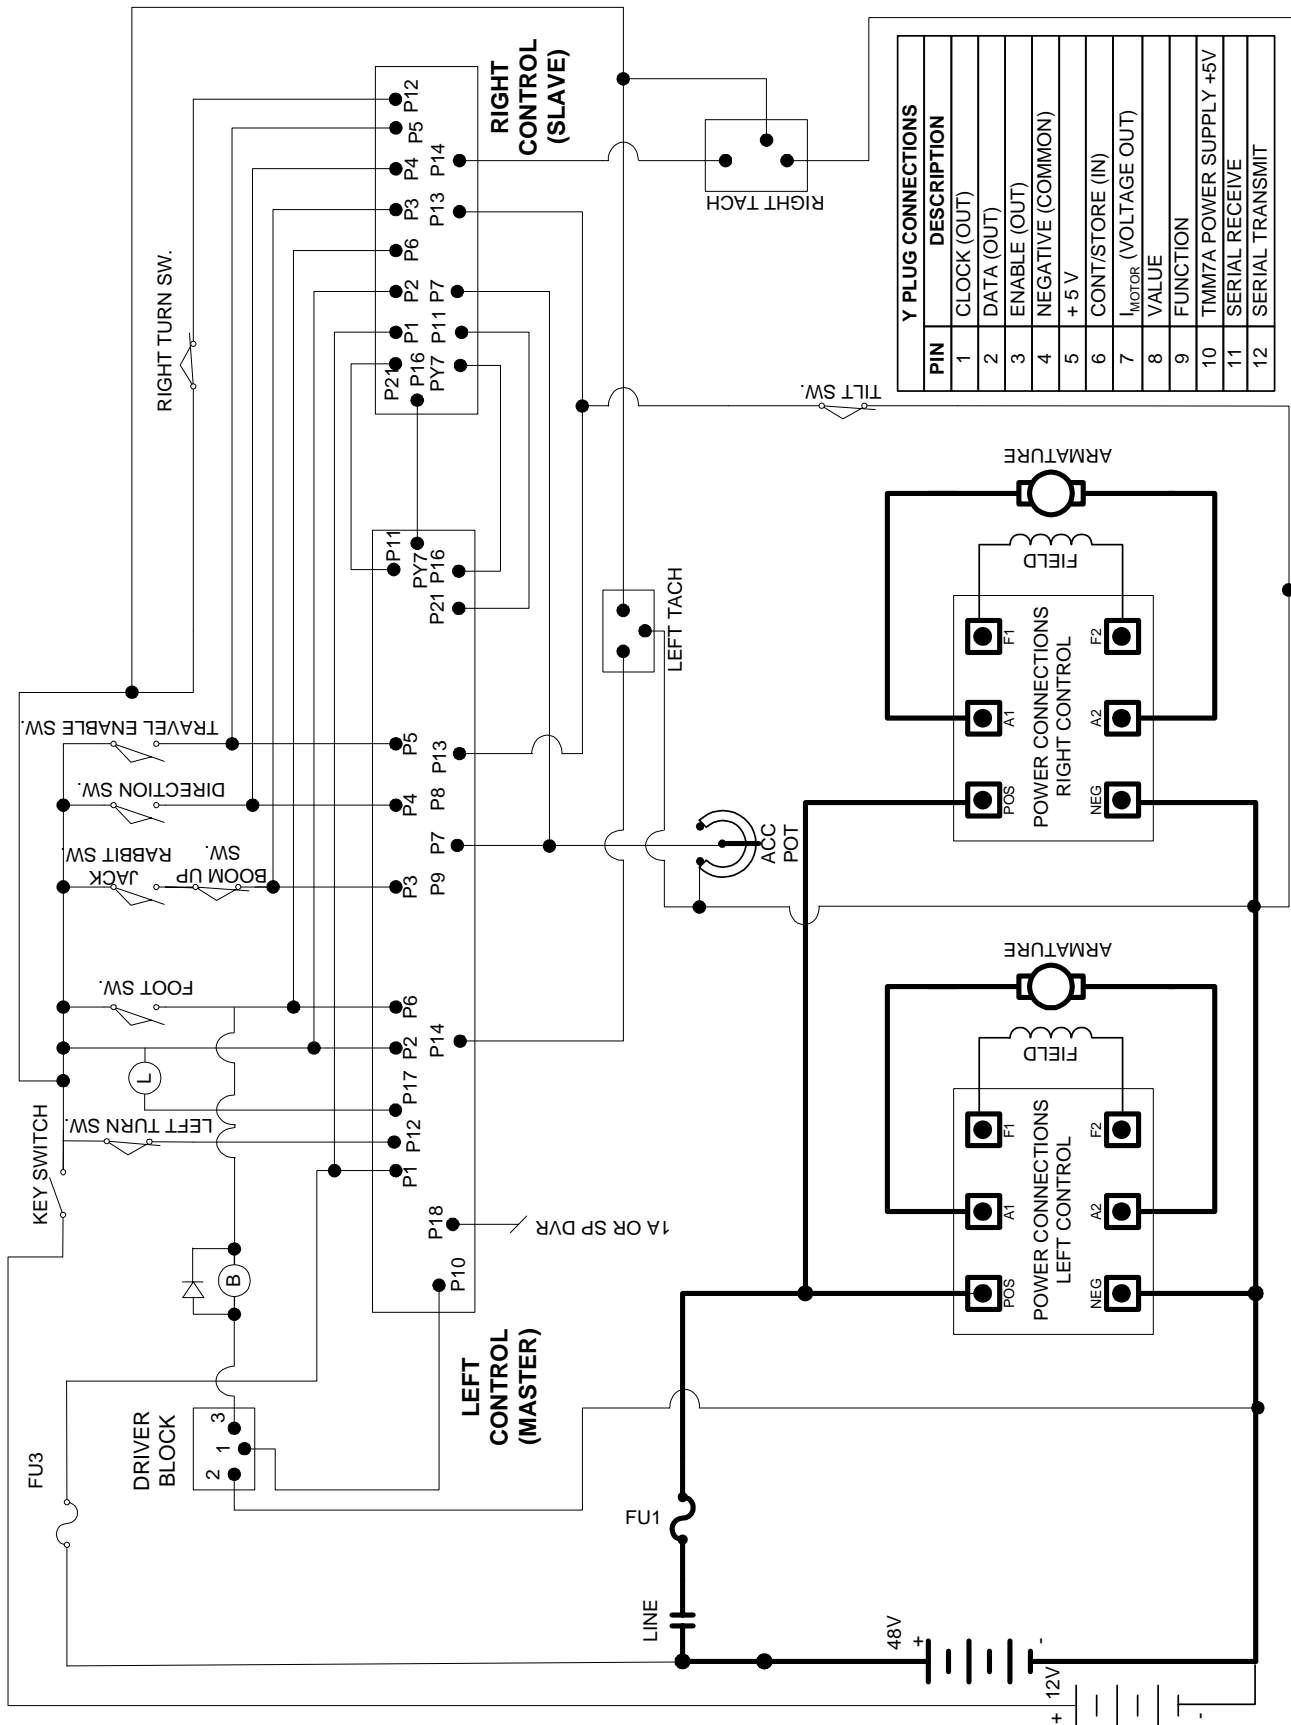 FU3
KEY SWITCH
LEFT TURN SW.
L
FOOT SW.
JACK
RABBIT SW.
BOOM UP
SW.
DIRECTION SW.
TRAVEL ENABLE SW.
RIGHT TURN SW.
DRIVER
BLOCK
2
1
3
B
LEFT
CONTROL
(MASTER)
P10
P18
P1
P12
P17
P2
P6
P14
P3
P9
P7
P4
P8
P5
P13
P21
P16
PY7
P11
1A OR SP DVR
RIGHT
CONTROL
(SLAVE)
P21
P16
PY7
P1
P11
P2
P7
P6
P3
P13
P4
P14
P5
P12
LEFT TACH
RIGHT TACH
ACC
POT
TILT SW.
LINE
FU1
48V
+
-
12V
+
-
POWER CONNECTIONS
LEFT CONTROL
POS
NEG
A1
A2
F1
F2
FIELD
ARMATURE
POWER CONNECTIONS
RIGHT CONTROL
POS
NEG
A1
A2
F1
F2
FIELD
ARMATURE
Y PLUG CONNECTIONS
PIN DESCRIPTION
1 CLOCK (OUT)
2 DATA (OUT)
3 ENABLE (OUT)
4 NEGATIVE (COMMON)
5 + 5 V
6 CONT/STORE (IN)
7 IMOTOR (VOLTAGE OUT)
8 VALUE
9 FUNCTION
10 TMM7A POWER SUPPLY +5V
11 SERIAL RECEIVE
12 SERIAL TRANSMIT